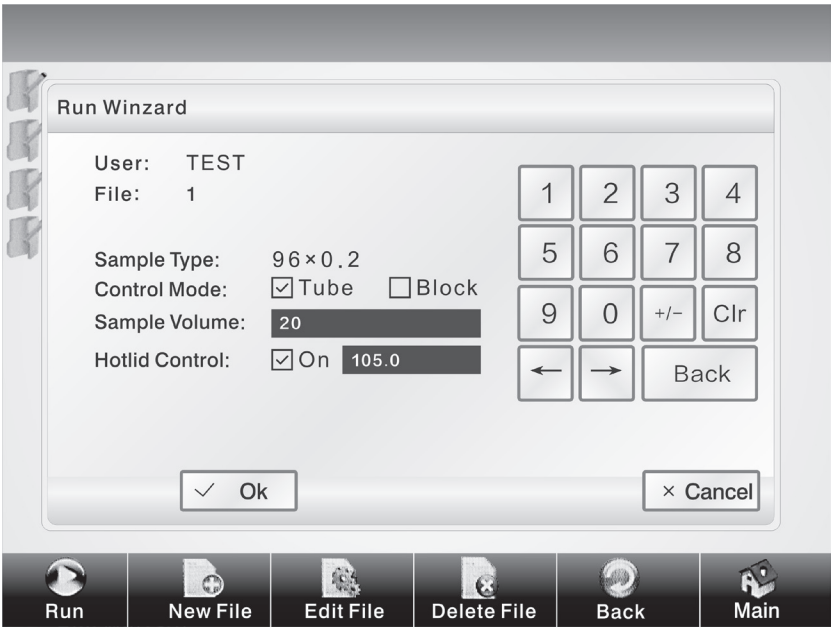 Run Winzard
User: TEST
File: 1
Sample Type: 96×0.2
Control Mode: Tube Block
Sample Volume: 20
Hotlid Control: On 105.0
1 2 3 4
5 6 7 8
9 0 +/- Clr
← → Back
✓ Ok
× Cancel
Run New File Edit File Delete File Back Main